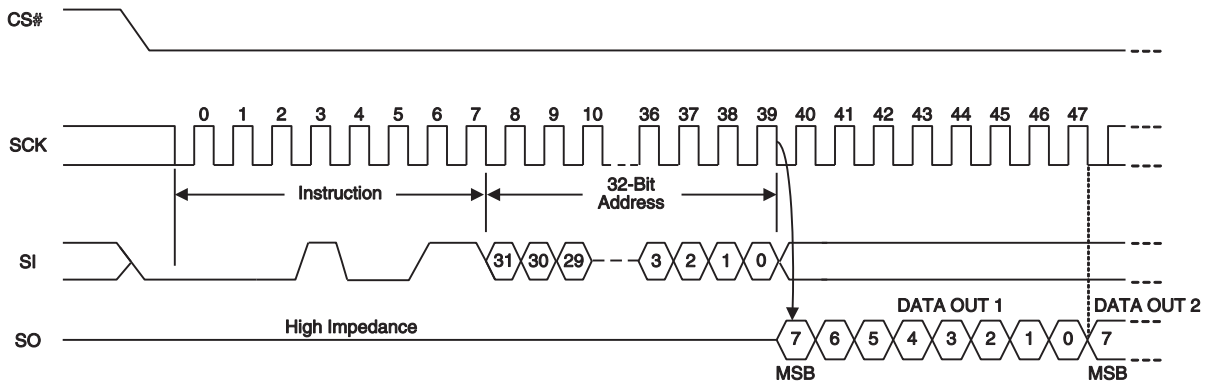 CS#
0 1 2 3 4 5 6 7 8 9 10 36 37 38 39 40 41 42 43 44 45 46 47
SCK
Instruction
32-Bit
Address
SI
31 30 29 3 2 1 0
DATA OUT 1 DATA OUT 2
High Impedance
SO
7 6 5 4 3 2 1 0 7
MSB MSB